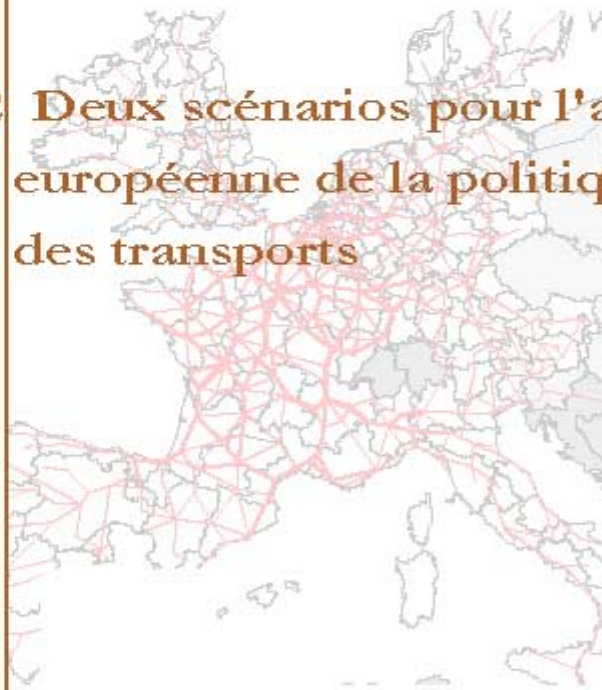 Deux scénarios pour l'a
européenne de la politiq
des transports